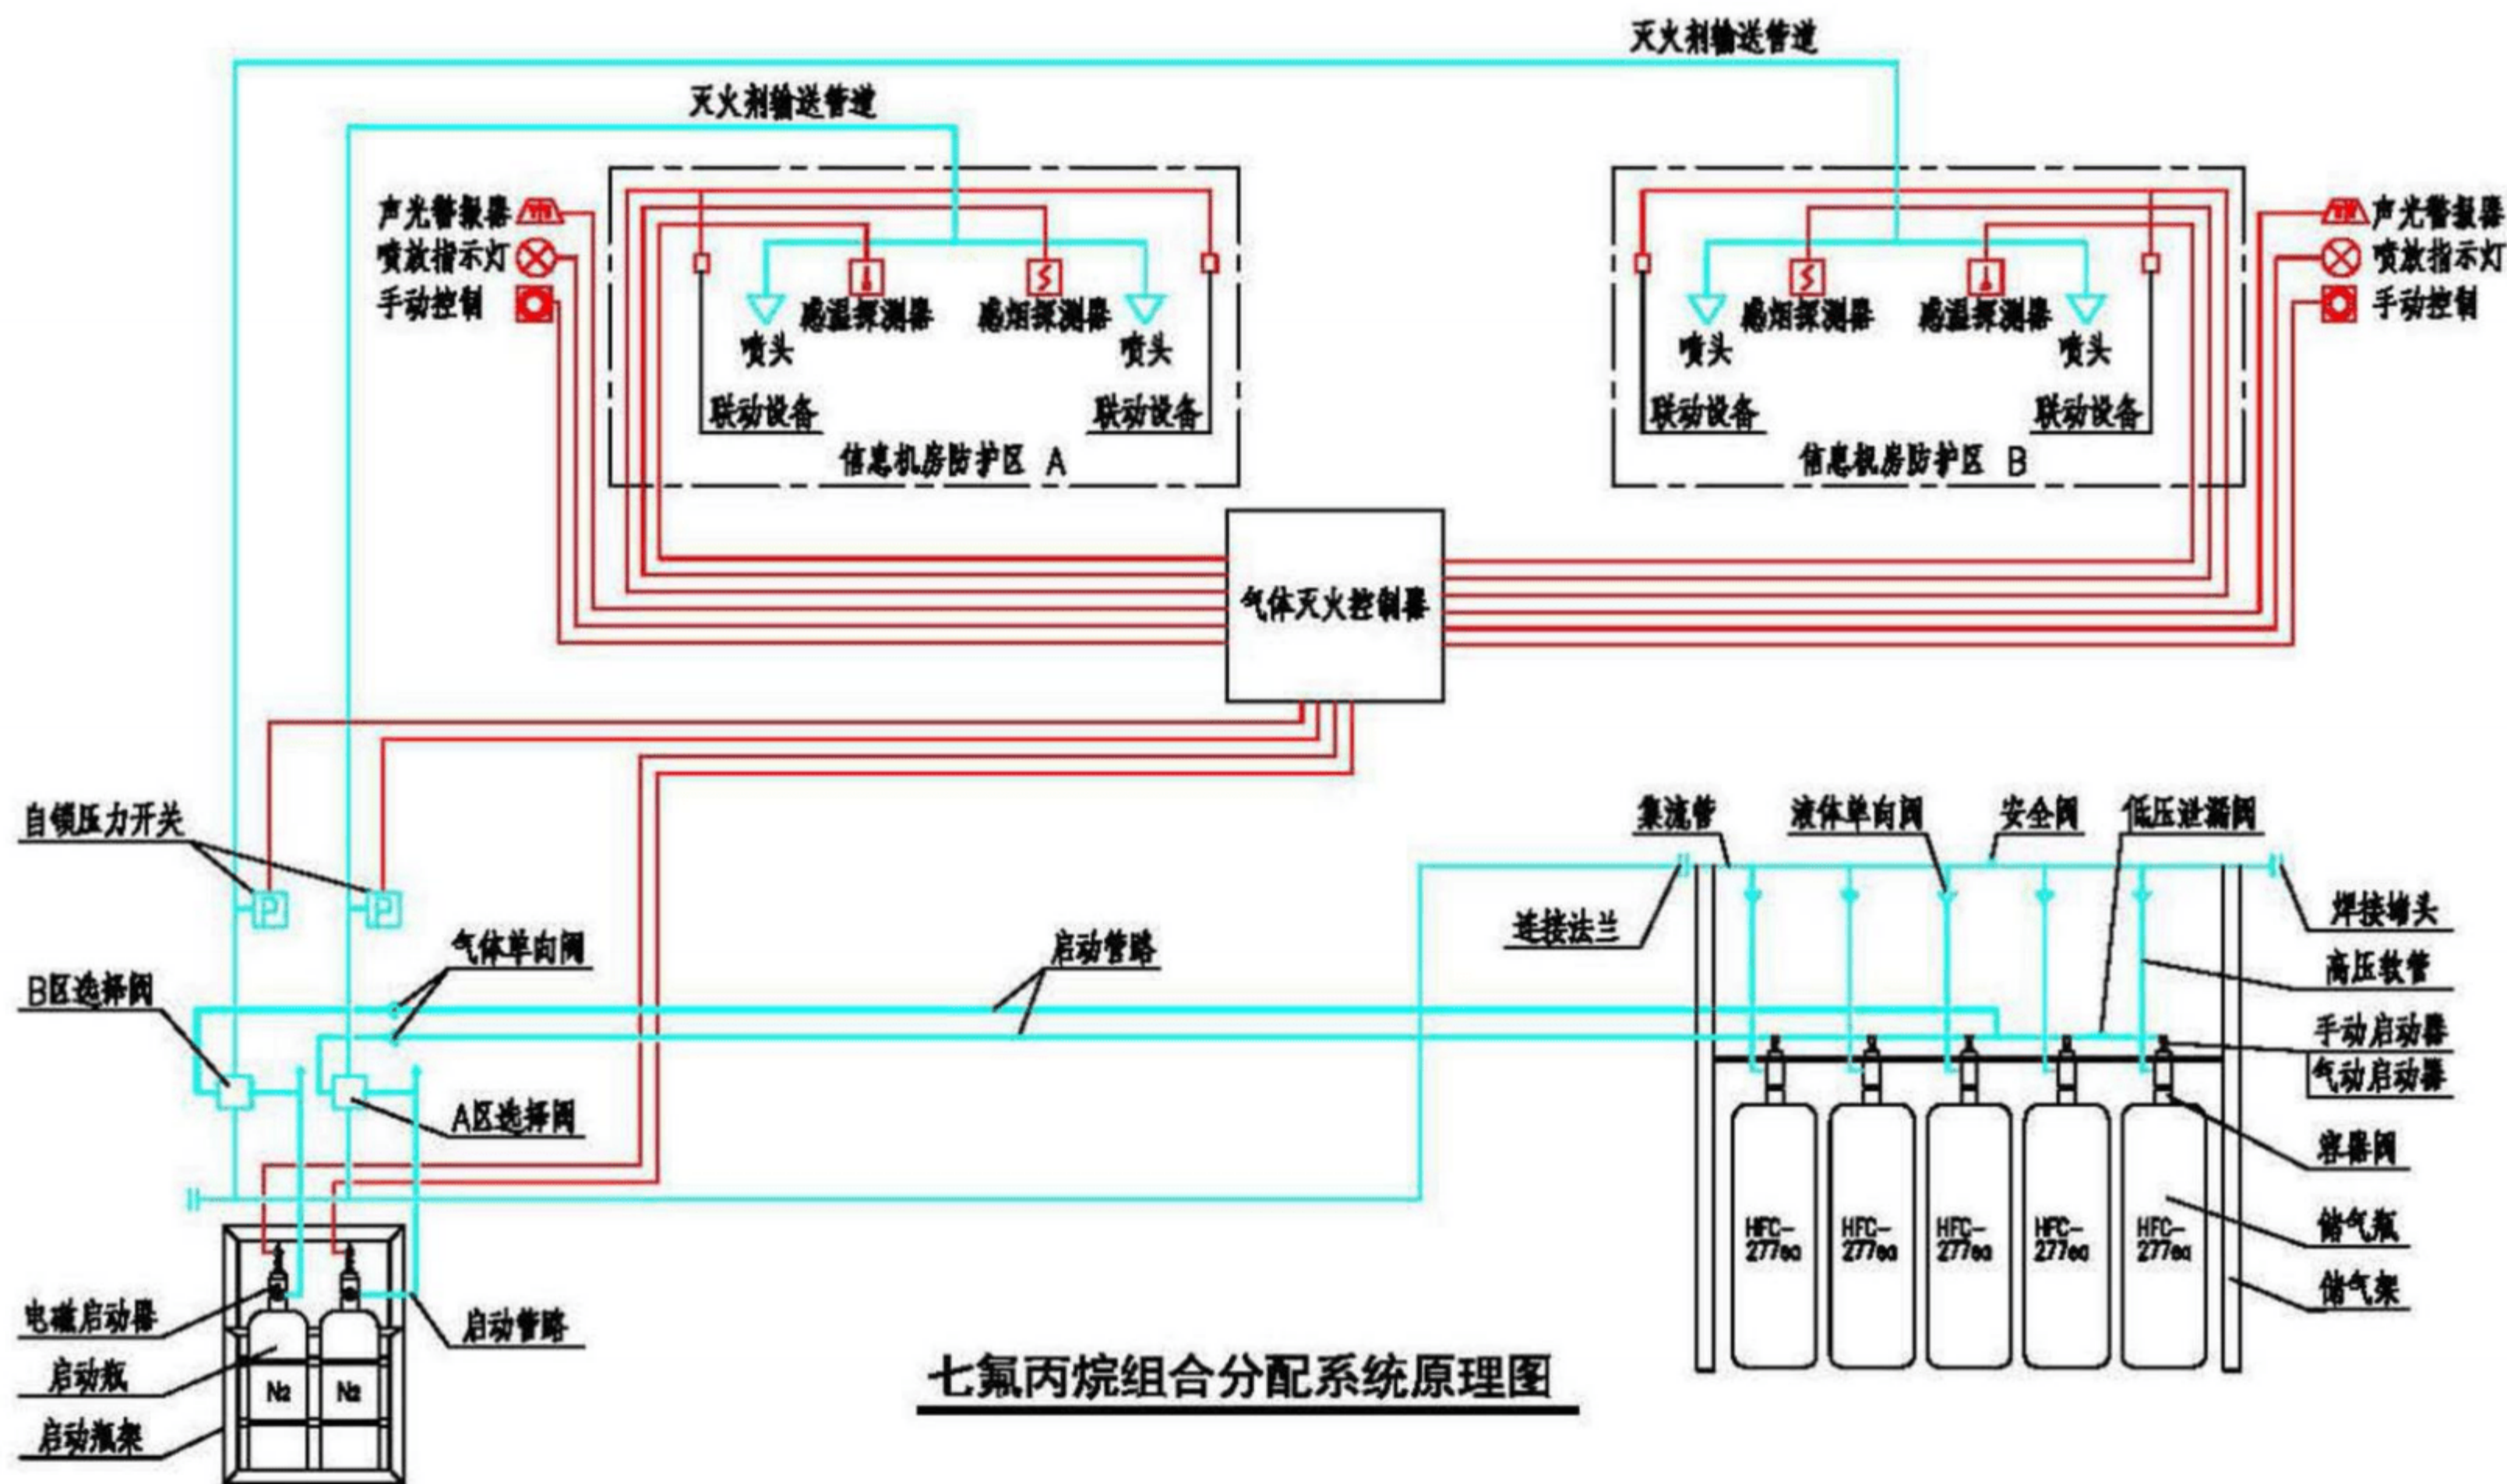 灭火剂输送管道
灭火剂输送管道
声光警报器
喷放指示灯
手动控制
感温探测器
感烟探测器
喷头
喷头
联动设备
联动设备
信息机房防护区 A
感烟探测器
感温探测器
喷头
喷头
联动设备
联动设备
信息机房防护区 B
声光警报器
喷放指示灯
手动控制
气体灭火控制器
自锁压力开关
气体单向阀
B区选择阀
A区选择阀
启动管路
集流管
液体单向阀
安全阀
低压泄漏阀
连接法兰
焊接堵头
高压软管
手动启动器
气动启动器
容器阀
储气瓶
储气架
HFC-
277ea
HFC-
277ea
HFC-
277ea
HFC-
277ea
HFC-
277ea
电磁启动器
启动瓶
启动瓶架
N2
N2
启动管路
七氟丙烷组合分配系统原理图